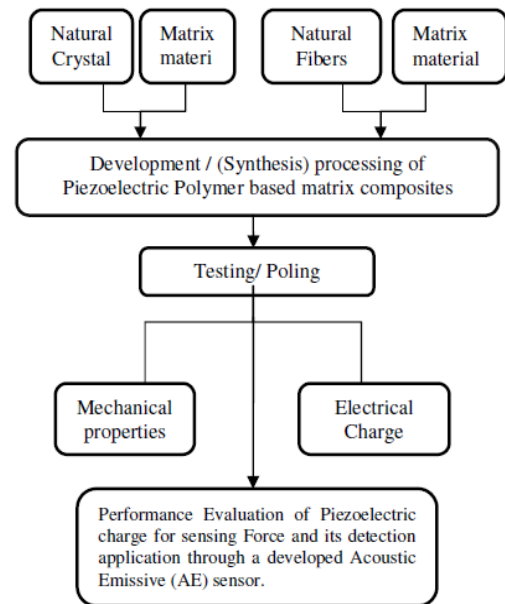 Natural
Crystal
Matrix
materi
Natural
Fibers
Matrix
material
Development / (Synthesis) processing of
Piezoelectric Polymer based matrix composites
Testing/ Poling
Mechanical
properties
Electrical
Charge
Performance Evaluation of Piezoelectric
charge for sensing Force and its detection
application through a developed Acoustic
Emissive (AE) sensor.